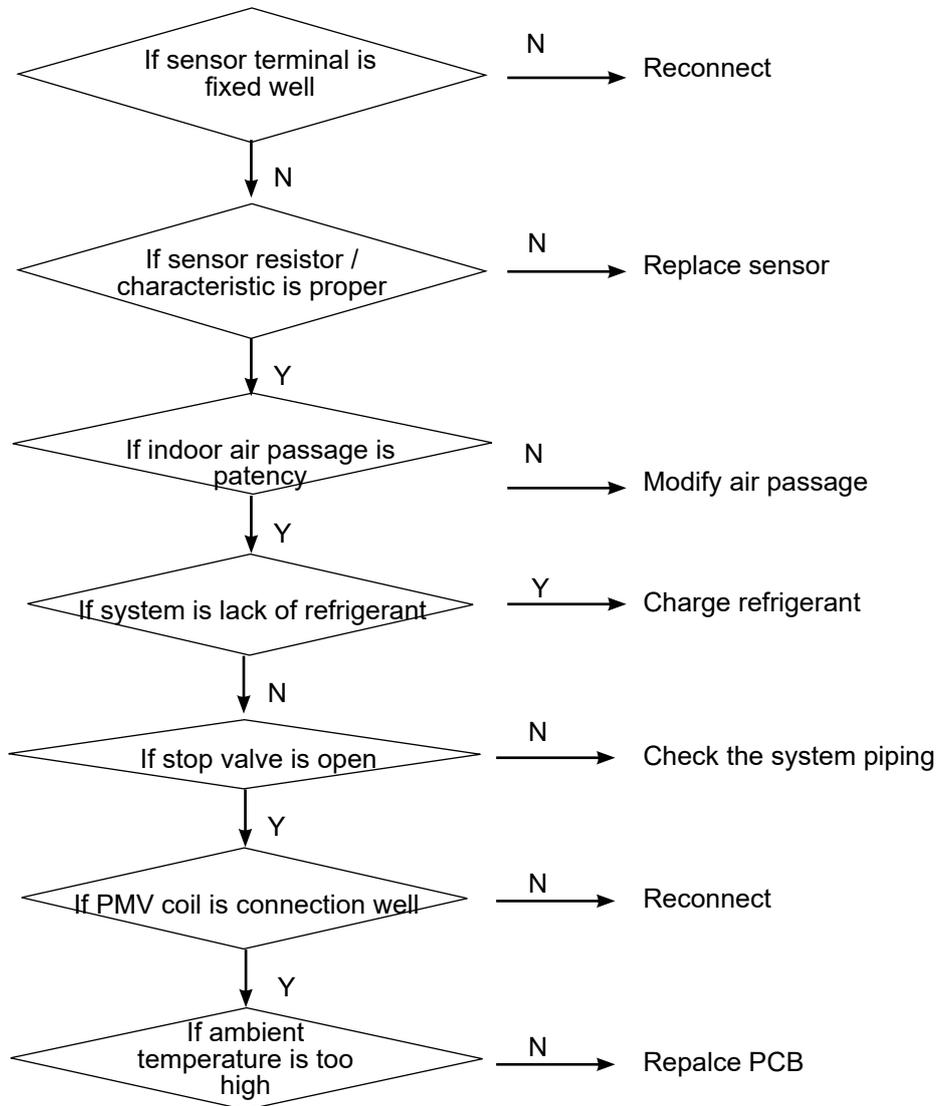 If sensor terminal is
fixed well
N
Reconnect
N
If sensor resistor /
characteristic is proper
N
Replace sensor
Y
If indoor air passage is
patency
N
Modify air passage
Y
If system is lack of refrigerant
Y
Charge refrigerant
N
If stop valve is open
N
Check the system piping
Y
If PMV coil is connection well
N
Reconnect
Y
If ambient
temperature is too
high
N
Repalce PCB